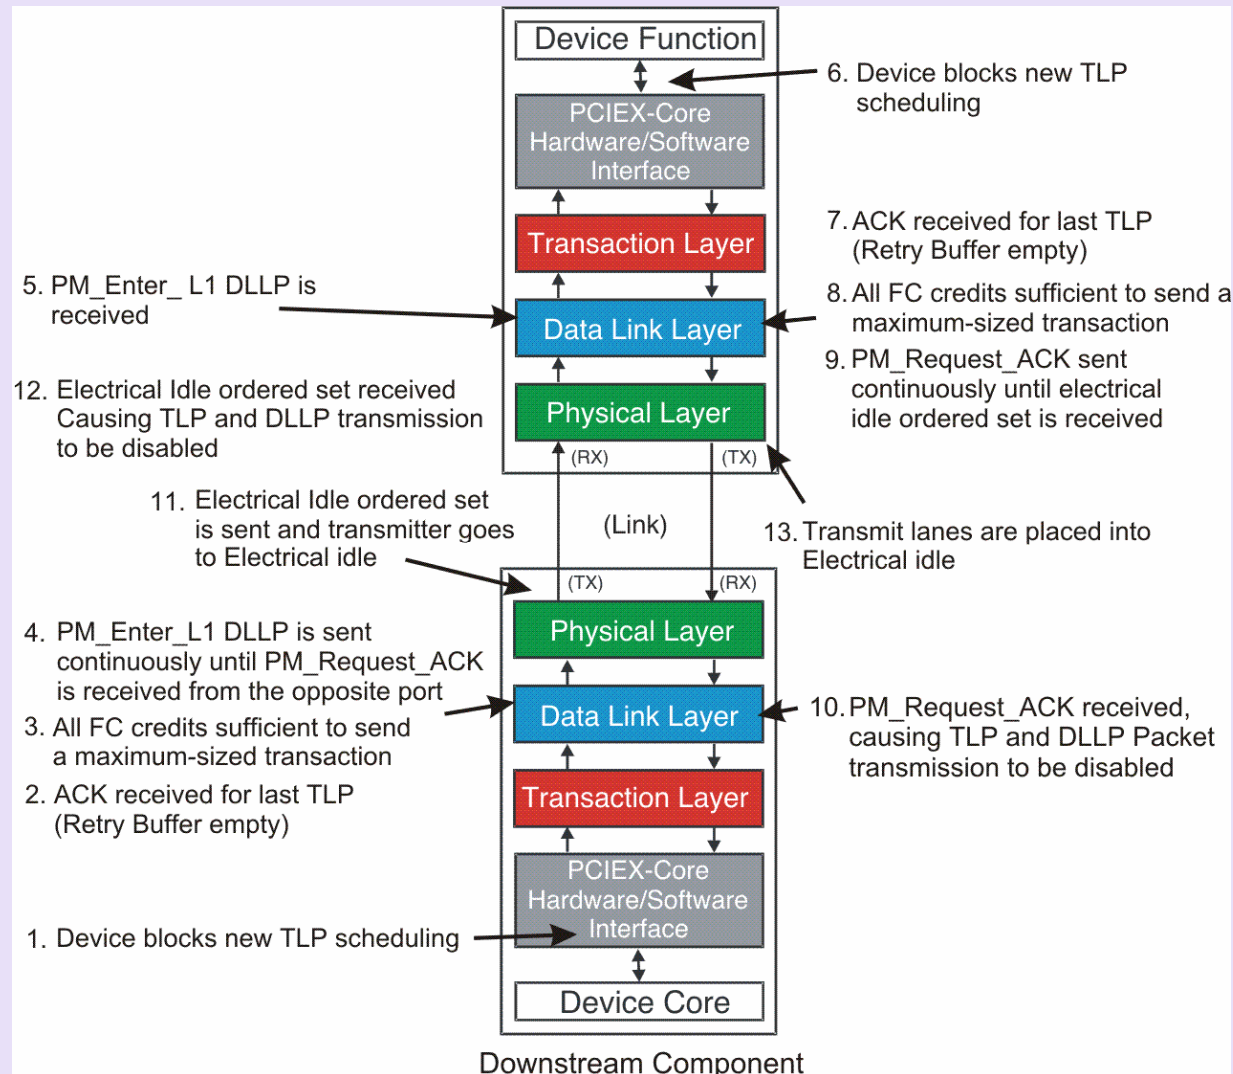 Device Function
6. Device blocks new TLP
scheduling
PCIEX-Core
Hardware/Software
Interface
7. ACK received for last TLP
(Retry Buffer empty)
Transaction Layer
5. PM_Enter_ L1 DLLP is
received
8. All FC credits sufficient to send a
maximum-sized transaction
Data Link Layer
9. PM_Request_ACK sent
continuously until electrical
idle ordered set is received
12. Electrical Idle ordered set received
Causing TLP and DLLP transmission
to be disabled
Physical Layer
(RX)
(TX)
11. Electrical Idle ordered set
is sent and transmitter goes
to Electrical idle
(Link)
13. Transmit lanes are placed into
Electrical idle
(TX)
(RX)
Physical Layer
4. PM_Enter_L1 DLLP is sent
continuously until PM_Request_ACK
is received from the opposite port
3. All FC credits sufficient to send
a maximum-sized transaction
Data Link Layer
10. PM_Request_ACK received,
causing TLP and DLLP Packet
transmission to be disabled
2. ACK received for last TLP
(Retry Buffer empty)
Transaction Layer
PCIEX-Core
Hardware/Software
Interface
1. Device blocks new TLP scheduling
Device Core
Downstream Component